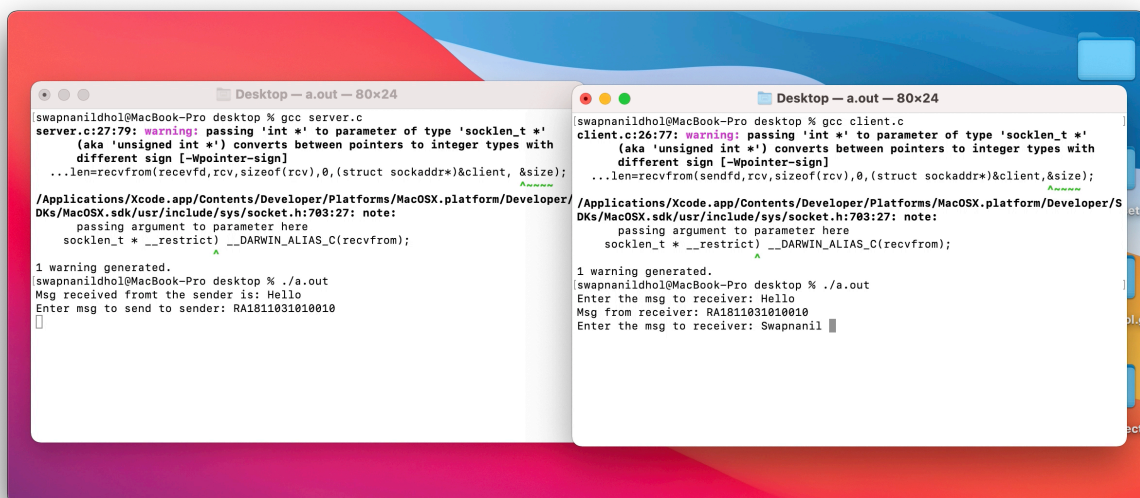 Desktop — a.out — 80×24
[swapnanildhol@MacBook-Pro desktop % gcc server.c
server.c:27:79: warning: passing 'int *' to parameter of type 'socklen_t *'
(aka 'unsigned int *') converts between pointers to integer types with
different sign [-Wpointer-sign]
...len=recvfrom(recevfd,rcv,sizeof(rcv),0,(struct sockaddr*)&client, &size);
^~~~~
/Applications/Xcode.app/Contents/Developer/Platforms/MacOSX.platform/Developer/
DKs/MacOSX.sdk/usr/include/sys/socket.h:703:27: note:
passing argument to parameter here
socklen_t * __restrict) __DARWIN_ALIAS_C(recvfrom);
^
1 warning generated.
[swapnanildhol@MacBook-Pro desktop % ./a.out
Msg received fromt the sender is: Hello
Enter msg to send to sender: RA1811031010010
Desktop — a.out — 80×24
[swapnanildhol@MacBook-Pro desktop % gcc client.c ]
client.c:26:77: warning: passing 'int *' to parameter of type 'socklen_t *'
(aka 'unsigned int *') converts between pointers to integer types with
different sign [-Wpointer-sign]
...len=recvfrom(sendfd,rcv,sizeof(rcv),0,(struct sockaddr*)&client,&size);
^~~~~
/Applications/Xcode.app/Contents/Developer/Platforms/MacOSX.platform/Developer/S
DKs/MacOSX.sdk/usr/include/sys/socket.h:703:27: note:
passing argument to parameter here
socklen_t * __restrict) __DARWIN_ALIAS_C(recvfrom);
^
1 warning generated.
[swapnanildhol@MacBook-Pro desktop % ./a.out ]
Enter the msg to receiver: Hello
Msg from receiver: RA1811031010010
Enter the msg to receiver: Swapnanil